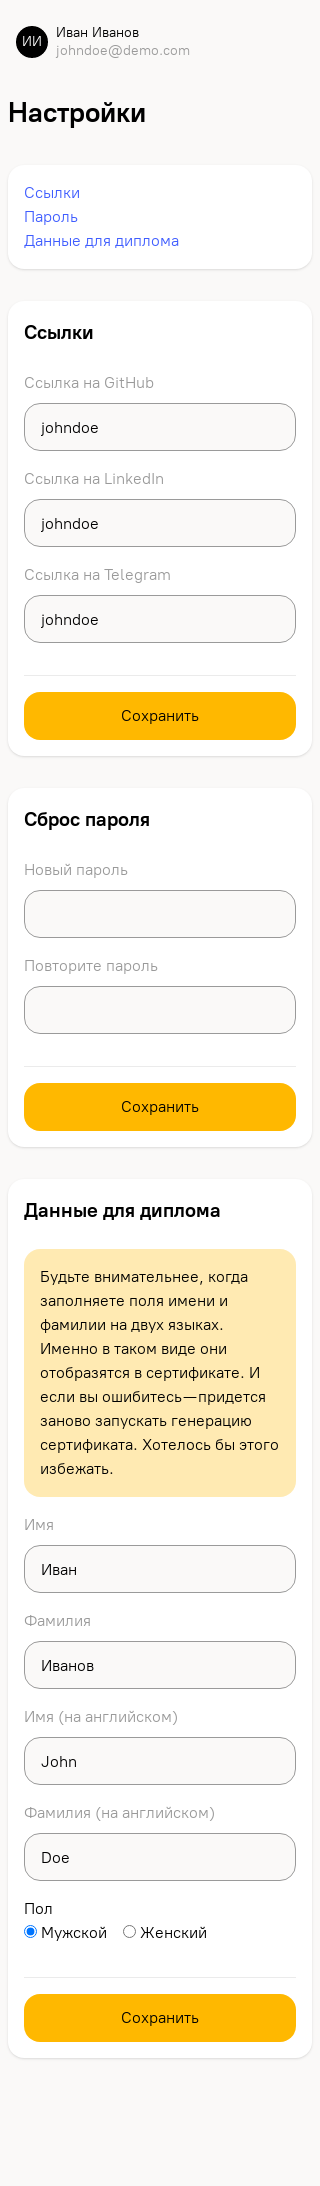 ИИ
Иван Иванов
johndoe@demo.com
Настройки
Ссылки
Пароль
Данные для диплома
Ссылки
Ссылка на GitHub
johndoe
Ссылка на LinkedIn
johndoe
Ссылка на Telegram
johndoe
Сохранить
Сброс пароля
Новый пароль
Повторите пароль
Сохранить
Данные для диплома
Будьте внимательнее, когда
заполняете поля имени и
фамилии на двух языках.
Именно в таком виде они
отобразятся в сертификате. И
если вы ошибитесь — придется
заново запускать генерацию
сертификата. Хотелось бы этого
избежать.
Имя
Иван
Фамилия
Иванов
Имя (на английском)
John
Фамилия (на английском)
Doe
Пол
Мужской Женский
Сохранить